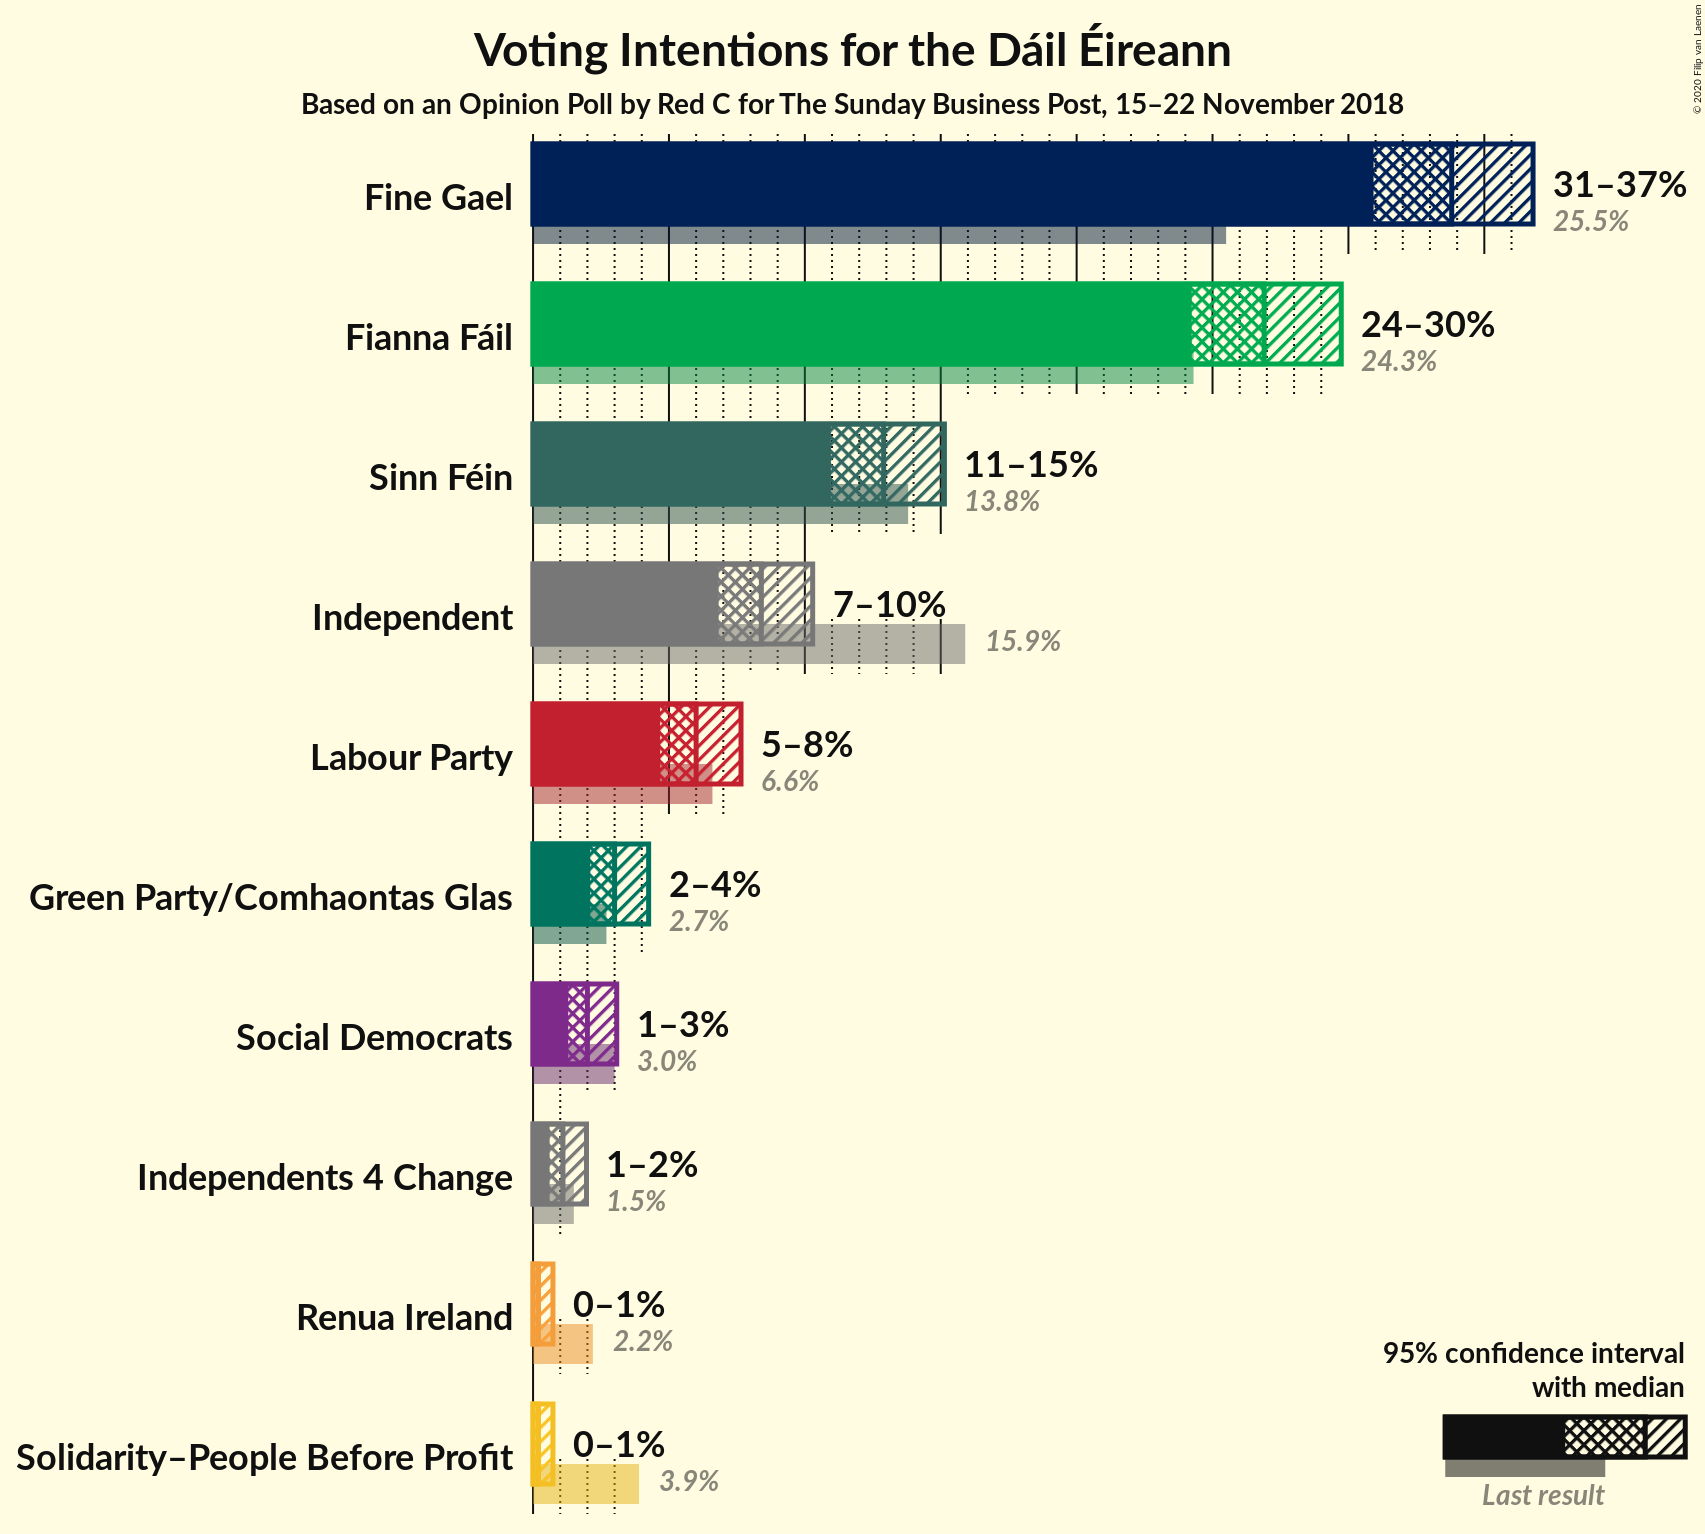 Voting Intentions for the Dáil Éireann
Based on an Opinion Poll by Red C for The Sunday Business Post, 15–22 November 2018
© 2020 Filip van Laenen
Fine Gael
31–37%
25.5%
Fianna Fáil
24–30%
24.3%
Sinn Féin
11–15%
13.8%
Independent
7–10%
15.9%
Labour Party
5–8%
6.6%
Green Party/Comhaontas Glas
2–4%
2.7%
Social Democrats
1–3%
3.0%
Independents 4 Change
1–2%
1.5%
Renua Ireland
0–1%
2.2%
Solidarity–People Before Profit
0–1%
3.9%
95% confidence interval
with median
Last result